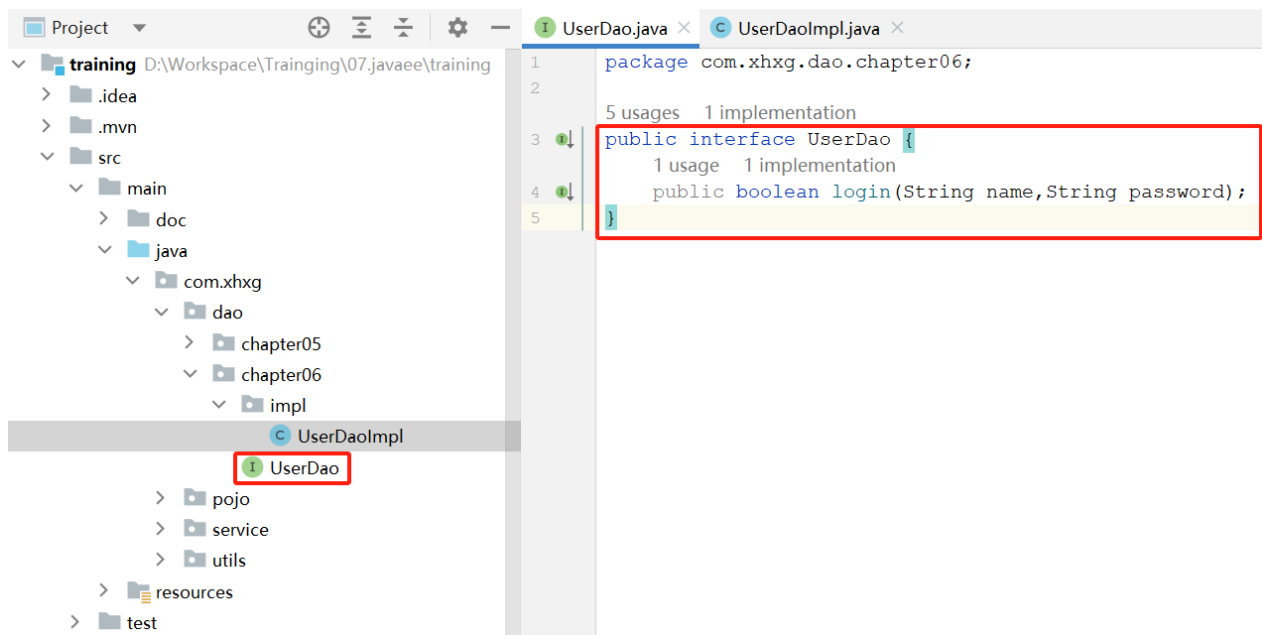 Project
training D:\Workspace\Trainging\07.javaee\training
.idea
.mvn
src
main
doc
java
com.xhxg
dao
chapter05
chapter06
impl
C UserDaoImpl
I UserDao
pojo
service
utils
resources
test
I UserDao.java × C UserDaoImpl.java ×
1 package com.xhxg.dao.chapter06;
2
5 usages 1 implementation
3 public interface UserDao {
1 usage 1 implementation
4 public boolean login(String name,String password);
5 }